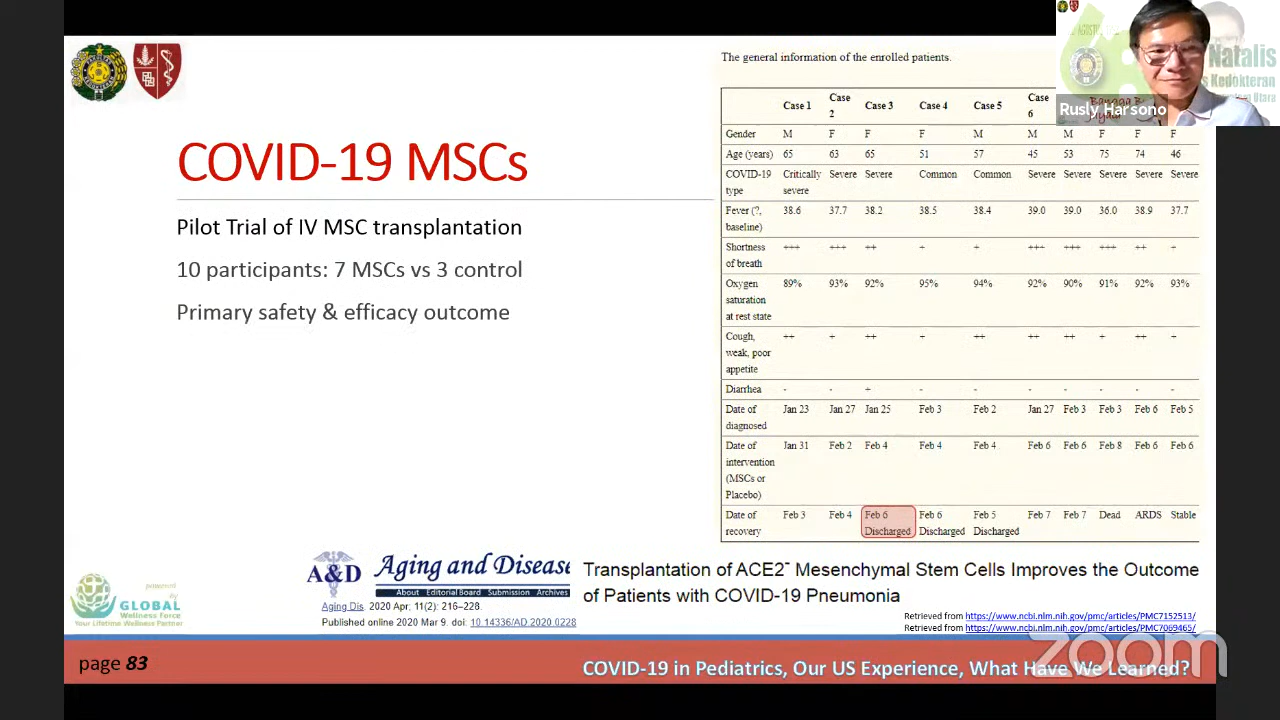 COVID-19 MSCs
Pilot Trial of IV MSC transplantation
10 participants: 7 MSCs vs 3 control
Primary safety & efficacy outcome
The general information of the enrolled patients.
Case 1 Case 2 Case 3 Case 4 Case 5 Case 6
Gender M F F F M M M F F F
Age (years) 65 63 65 51 57 45 53 75 74 46
COVID-19 type Critically severe Severe Severe Common Common Severe Severe Severe Severe Severe
Fever (?, baseline) 38.6 37.7 38.2 38.5 38.4 39.0 39.0 36.0 38.9 37.7
Shortness of breath +++ +++ ++ + + +++ +++ +++ ++ +
Oxygen saturation at rest state 89% 93% 92% 95% 94% 92% 90% 91% 92% 93%
Cough, weak, poor appetite ++ + ++ + ++ ++ ++ + ++ +
Diarrhea - - + - - - - - - -
Date of diagnosed Jan 23 Jan 27 Jan 25 Feb 3 Feb 2 Jan 27 Feb 3 Feb 3 Feb 6 Feb 5
Date of intervention (MSCs or Placebo) Jan 31 Feb 2 Feb 4 Feb 4 Feb 4 Feb 6 Feb 6 Feb 8 Feb 6 Feb 6
Date of recovery Feb 3 Feb 4 Feb 6 Discharged Feb 6 Discharged Feb 5 Discharged Feb 7 Feb 7 Dead ARDS Stable
Natalis
Kedokteran
Rusly Harsono
A&D Aging and Disease
About Editorial Board Submission Archives
Aging Dis. 2020 Apr; 11(2): 216–228.
Published online 2020 Mar 9. doi: 10.14336/AD.2020.0228
Transplantation of ACE2- Mesenchymal Stem Cells Improves the Outcome
of Patients with COVID-19 Pneumonia
Retrieved from https://www.ncbi.nlm.nih.gov/pmc/articles/PMC7152513/
Retrieved from https://www.ncbi.nlm.nih.gov/pmc/articles/PMC7069465/
powered
by
GLOBAL
Wellness Force
Your Lifetime Wellness Partner
page 83
COVID-19 in Pediatrics, Our US Experience, What Have We Learned?
zoom